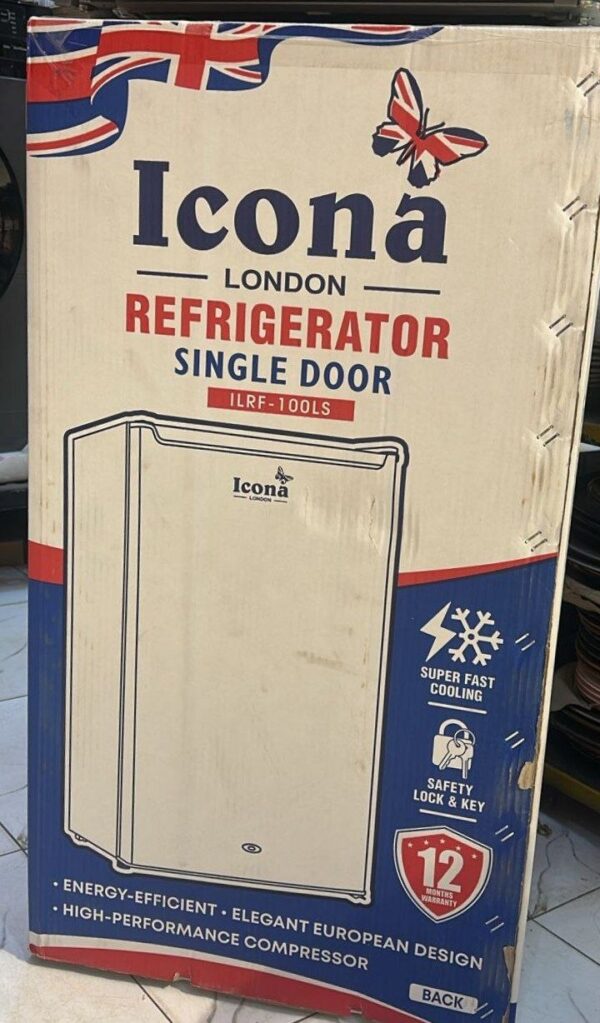 Icona
LONDON
REFRIGERATOR
SINGLE DOOR
ILRF-100LS
Icona
LONDON
SUPER FAST
COOLING
SAFETY
LOCK & KEY
12
MONTHS
WARRANTY
• ENERGY-EFFICIENT • ELEGANT EUROPEAN DESIGN
• HIGH-PERFORMANCE COMPRESSOR
BACK